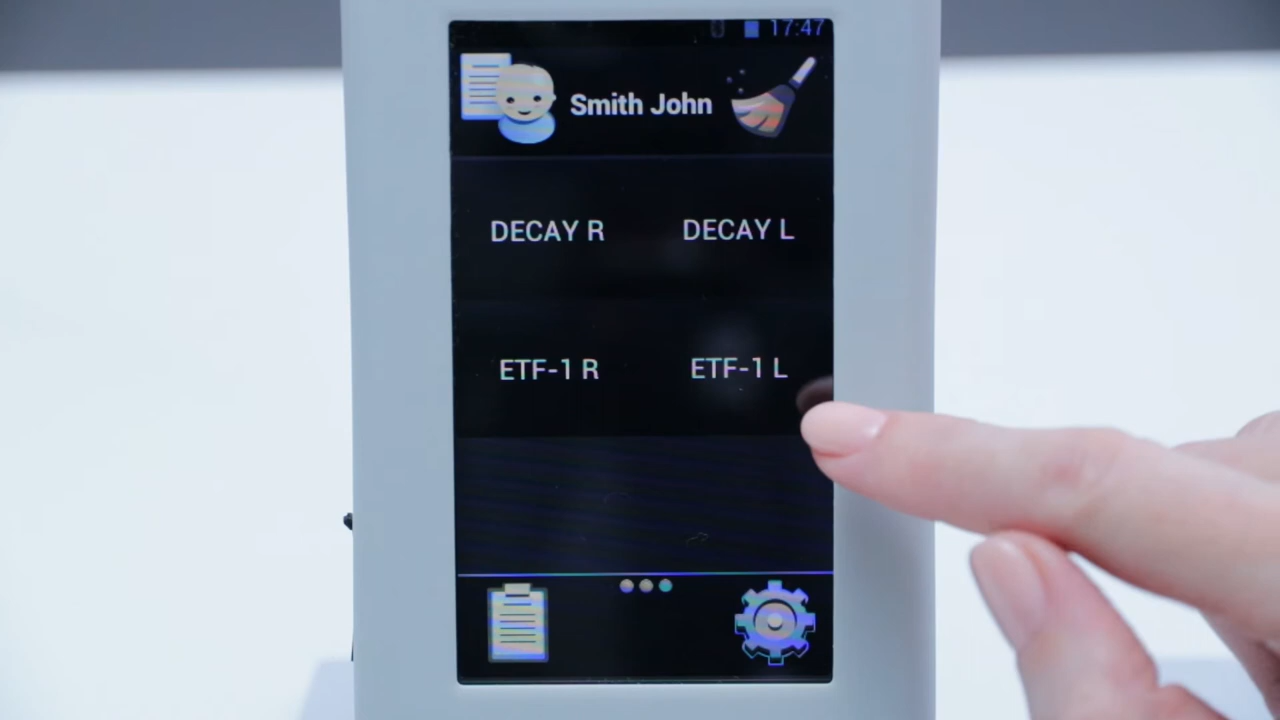 17:47
Smith John
DECAY R
DECAY L
ETF-1 R
ETF-1 L